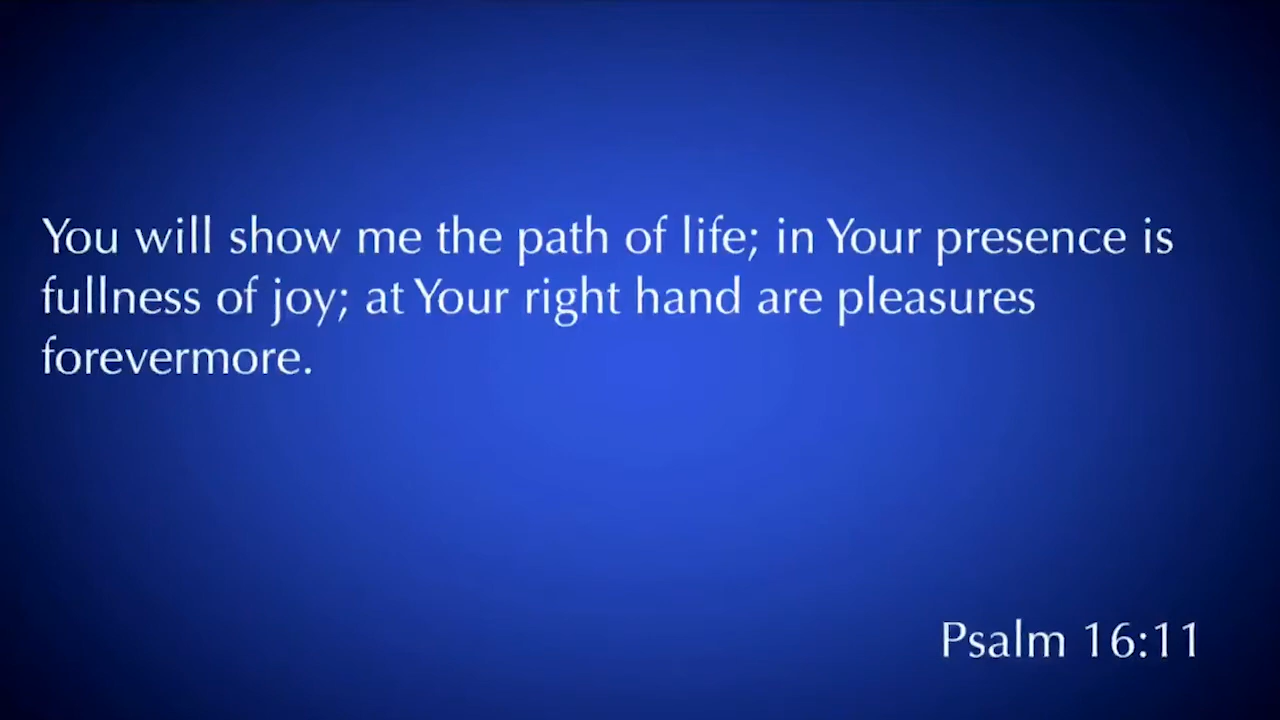 You will show me the path of life; in Your presence is
fullness of joy; at Your right hand are pleasures
forevermore.
Psalm 16:11